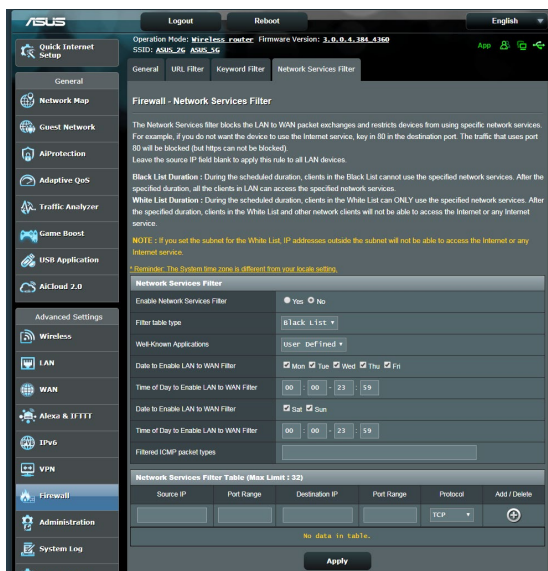 ASUS
Logout
Reboot
English
Operation Mode: Wireless router Firmware Version: 3.0.0.4.384_4360
SSID: ASUS_2G ASUS_5G
App
Quick Internet Setup
General
Network Map
Guest Network
AiProtection
Adaptive QoS
Traffic Analyzer
Game Boost
USB Application
AiCloud 2.0
Advanced Settings
Wireless
LAN
WAN
Alexa & IFTTT
IPv6
VPN
Firewall
Administration
System Log
General
URL Filter
Keyword Filter
Network Services Filter
Firewall - Network Services Filter
The Network Services filter blocks the LAN to WAN packet exchanges and restricts devices from using specific network services.
For example, if you do not want the device to use the Internet service, key in 80 in the destination port. The traffic that uses port
80 will be blocked (but https can not be blocked).
Leave the source IP field blank to apply this rule to all LAN devices.
Black List Duration : During the scheduled duration, clients in the Black List cannot use the specified network services. After the
specified duration, all the clients in LAN can access the specified network services.
White List Duration : During the scheduled duration, clients in the White List can ONLY use the specified network services. After
the specified duration, clients in the White List and other network clients will not be able to access the Internet or any Internet
service.
NOTE : If you set the subnet for the White List, IP addresses outside the subnet will not be able to access the Internet or any
Internet service.
* Reminder: The System time zone is different from your locale setting.
Network Services Filter
Enable Network Services Filter Yes No
Filter table type Black List
Well-Known Applications User Defined
Date to Enable LAN to WAN Filter Mon Tue Wed Thu Fri
Time of Day to Enable LAN to WAN Filter 00 : 00 - 23 : 59
Date to Enable LAN to WAN Filter Sat Sun
Time of Day to Enable LAN to WAN Filter 00 : 00 - 23 : 59
Filtered ICMP packet types
Network Services Filter Table (Max Limit : 32)
Source IP Port Range Destination IP Port Range Protocol Add / Delete
TCP
No data in table.
Apply